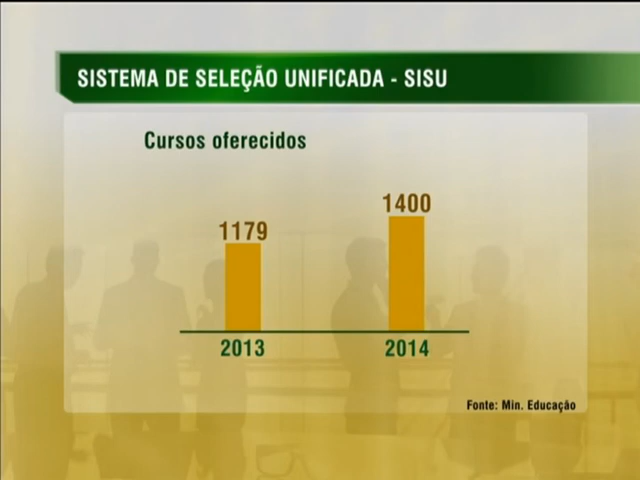 SISTEMA DE SELEÇÃO UNIFICADA - SISU
Cursos oferecidos
1179
1400
2013
2014
Fonte: Min. Educação